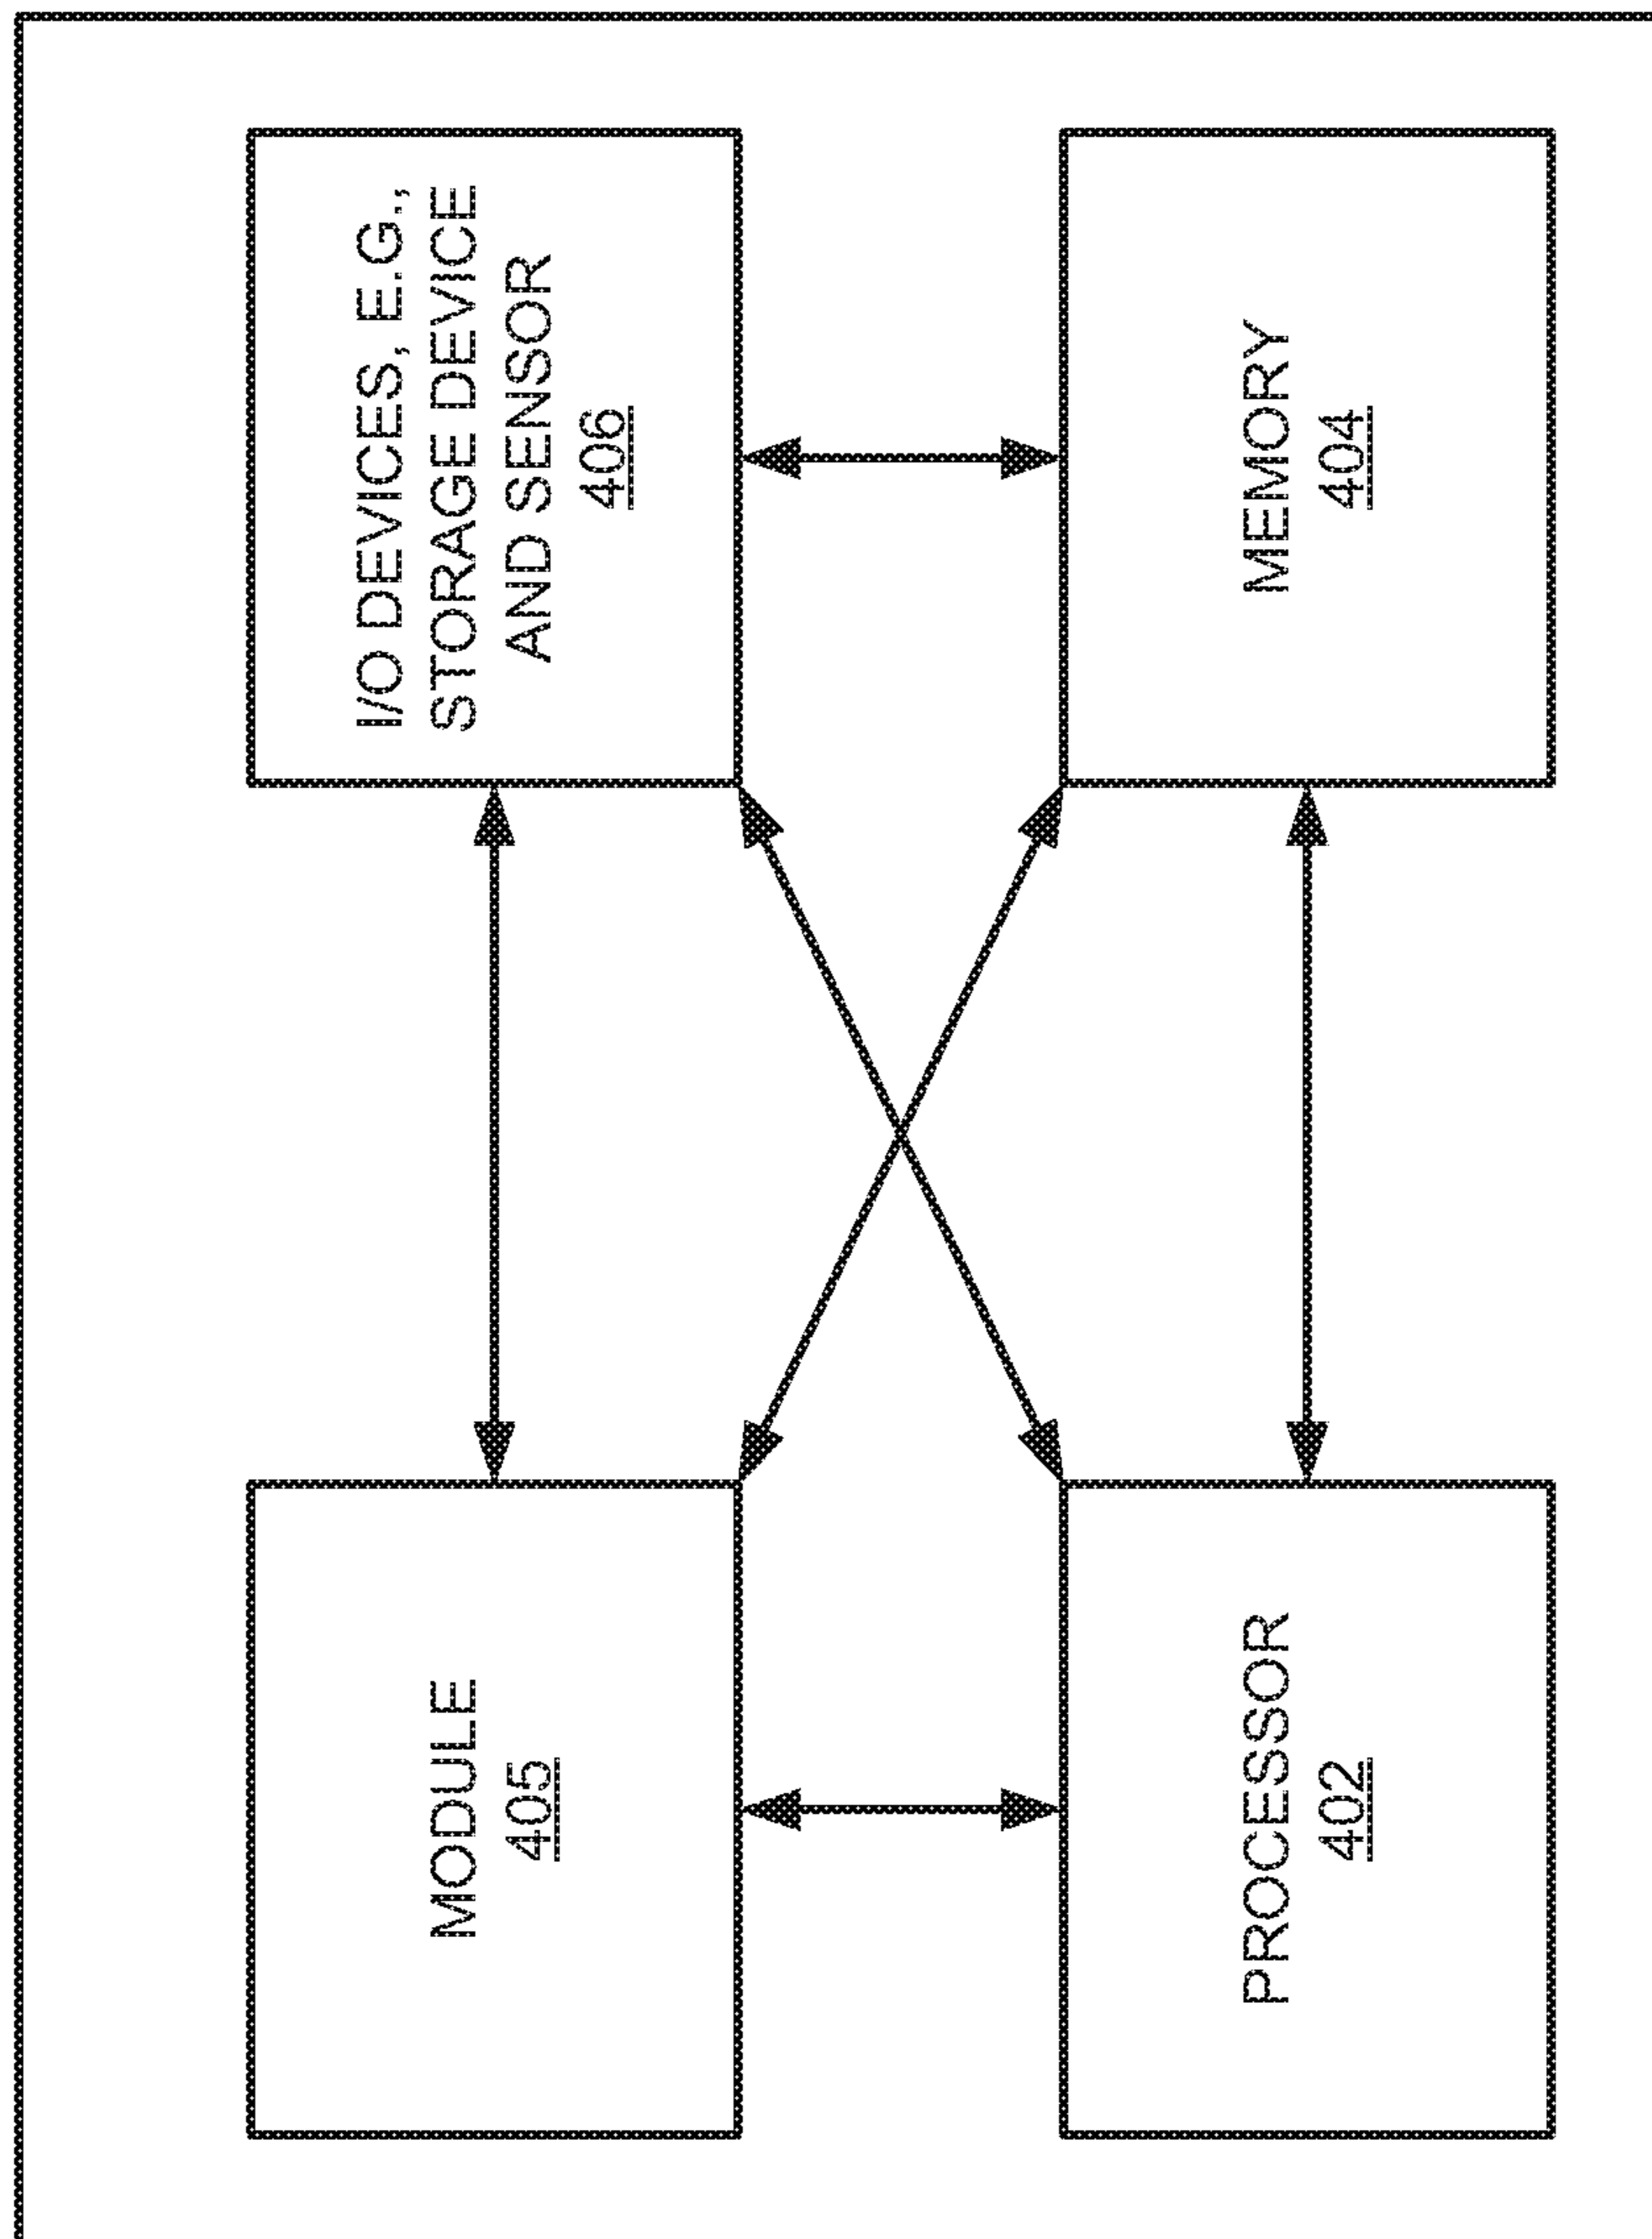 MODULE
405
I/O DEVICES, E.G.,
STORAGE DEVICE
AND SENSOR
406
PROCESSOR
402
MEMORY
404